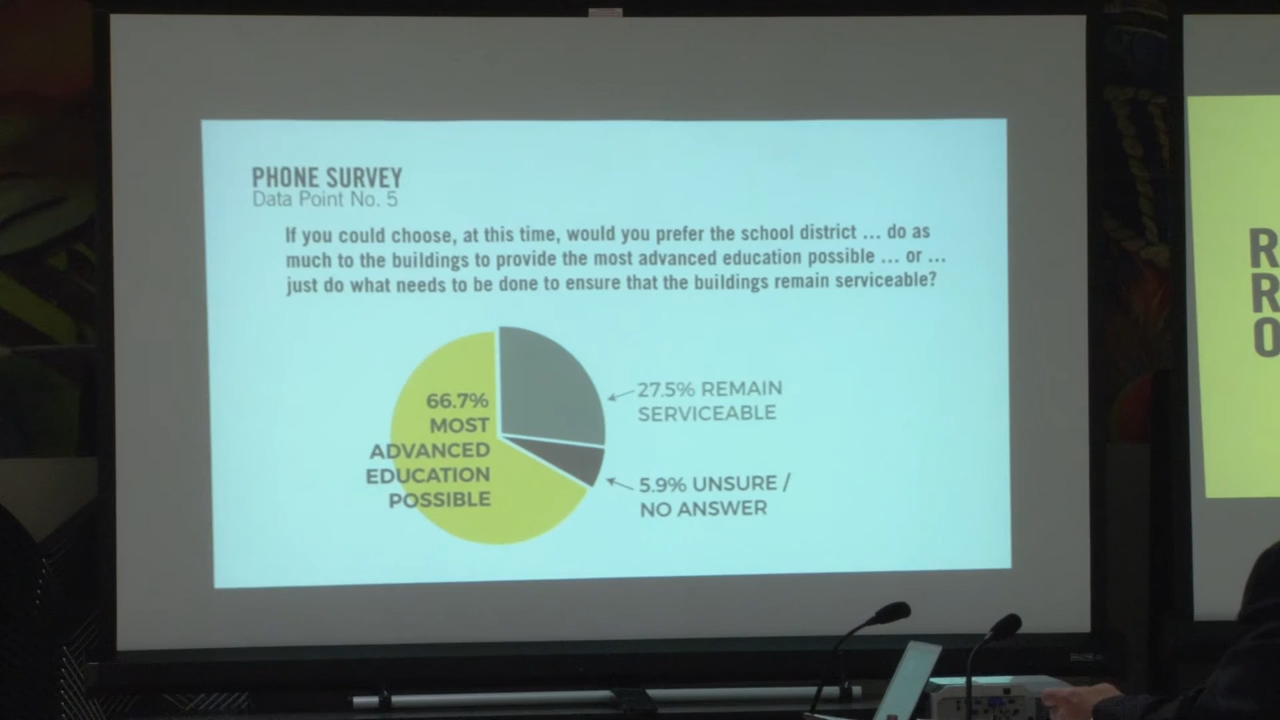 PHONE SURVEY
Data Point No. 5
If you could choose, at this time, would you prefer the school district ... do as
much to the buildings to provide the most advanced education possible ... or ...
just do what needs to be done to ensure that the buildings remain serviceable?
66.7%
MOST
ADVANCED
EDUCATION
POSSIBLE
27.5% REMAIN
SERVICEABLE
5.9% UNSURE /
NO ANSWER
R
R
O